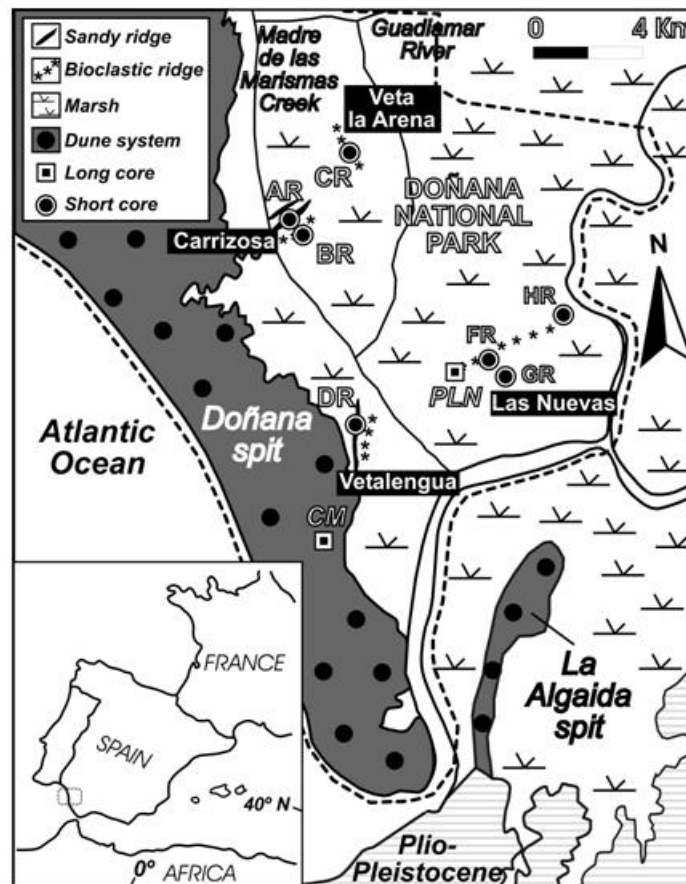 Sandy ridge
Bioclastic ridge
Marsh
Dune system
Long core
Short core
Madre
de las
Marismas
Creek
Guadiamar
River
0 4 Km
Veta
la Arena
CR
AR
Carrizosa
BR
DOÑANA
NATIONAL
PARK
N
HR
FR
GR
PLN
Las Nuevas
DR
Doñana
spit
Atlantic
Ocean
Vetalengua
CM
La
Algaida
spit
FRANCE
SPAIN
40º N
0º
AFRICA
Plio-
Pleistocene